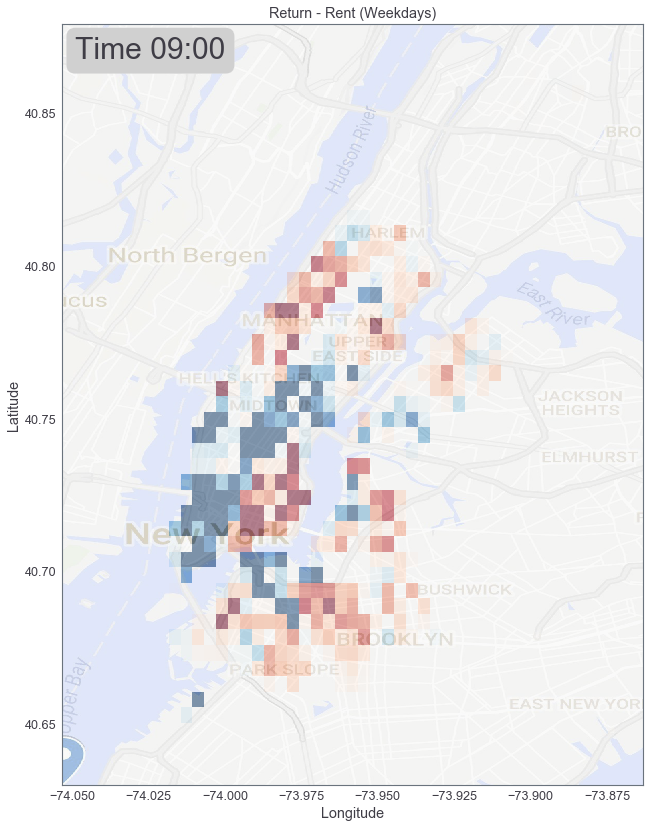 Return - Rent (Weekdays)
Time 09:00
40.85
40.80
40.75
40.70
40.65
Latitude
−74.050
−74.025
−74.000
−73.975
−73.950
−73.925
−73.900
−73.875
Longitude
Hudson River
BRO
HARLEM
North Bergen
East River
ucus
MANHATTAN
UPPER
EAST SIDE
HELL'S KITCHEN
MIDTOWN
JACKSON
HEIGHTS
ELMHURST
New York
BUSHWICK
BROOKLYN
PARK SLOPE
pper Bay
EAST NEW YOR